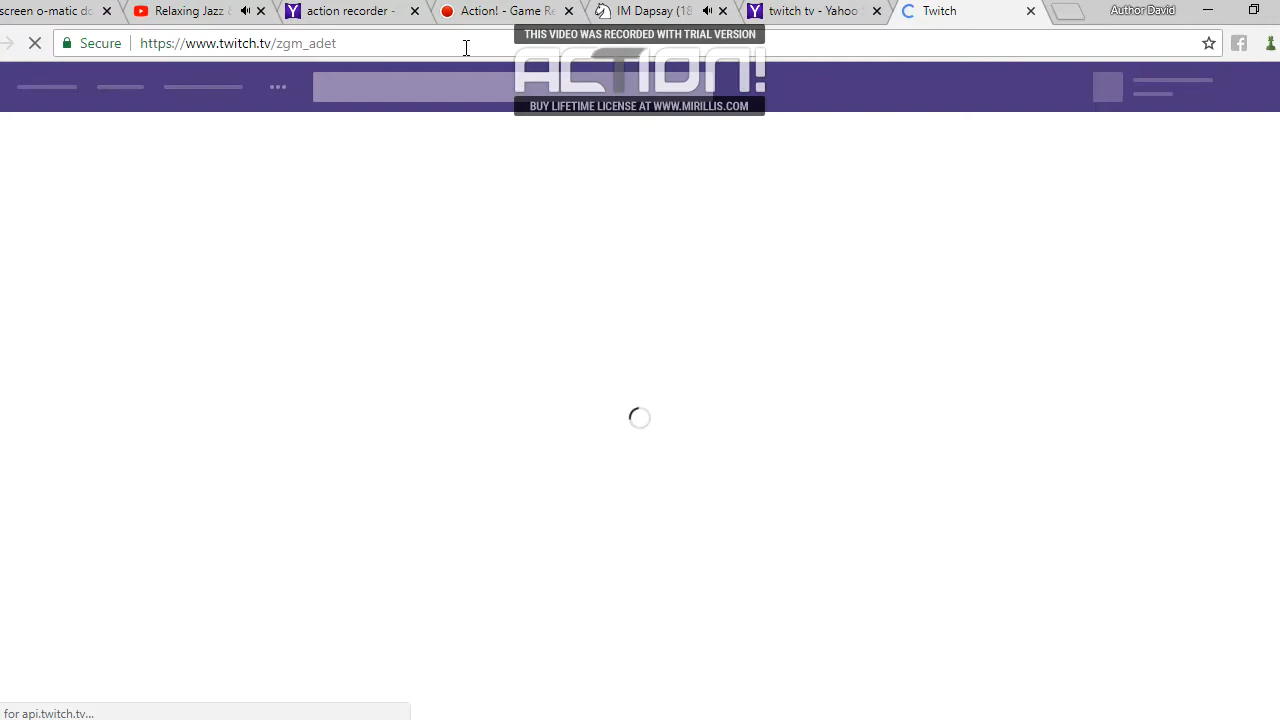 screen o-matic do
Relaxing Jazz &
action recorder -
Action! - Game Re
IM Dapsay (18
twitch tv - Yahoo
Twitch
Author David
Secure
https://www.twitch.tv/zgm_adet
THIS VIDEO WAS RECORDED WITH TRIAL VERSION
ACTION!
BUY LIFETIME LICENSE AT WWW.MIRILLIS.COM
for api.twitch.tv...